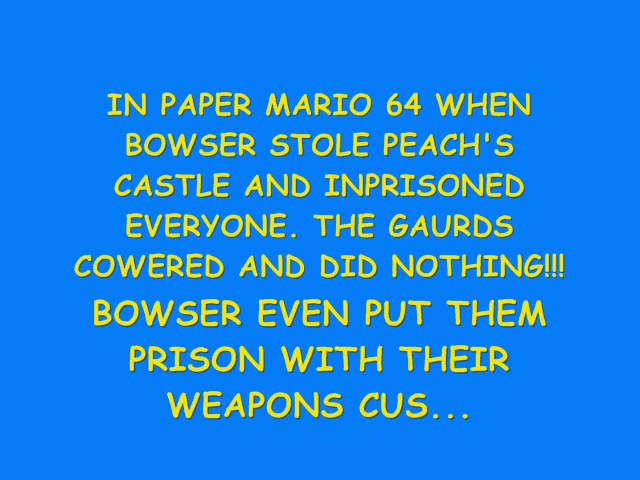 IN PAPER MARIO 64 WHEN
BOWSER STOLE PEACH'S
CASTLE AND INPRISONED
EVERYONE. THE GAURDS
COWERED AND DID NOTHING!!!
BOWSER EVEN PUT THEM
PRISON WITH THEIR
WEAPONS CUS...